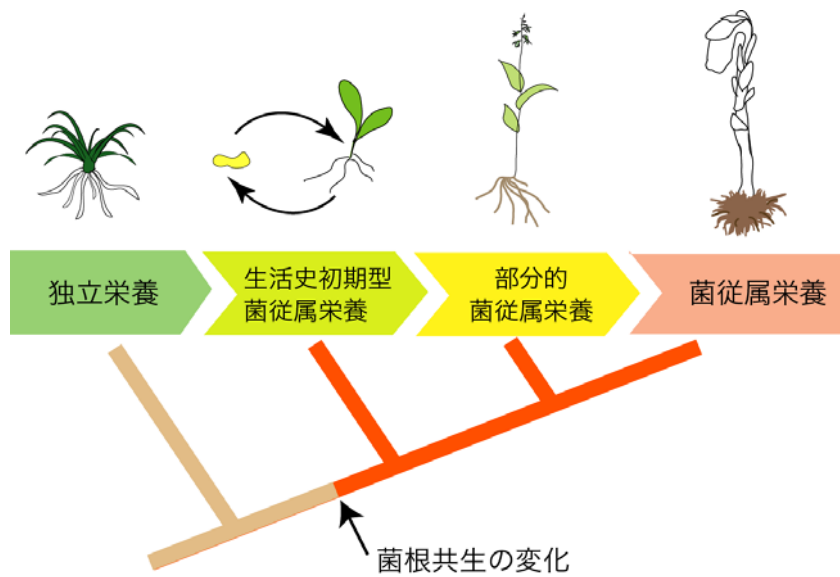 独立栄養
生活史初期型
菌従属栄養
部分的
菌従属栄養
菌従属栄養
菌根共生の変化